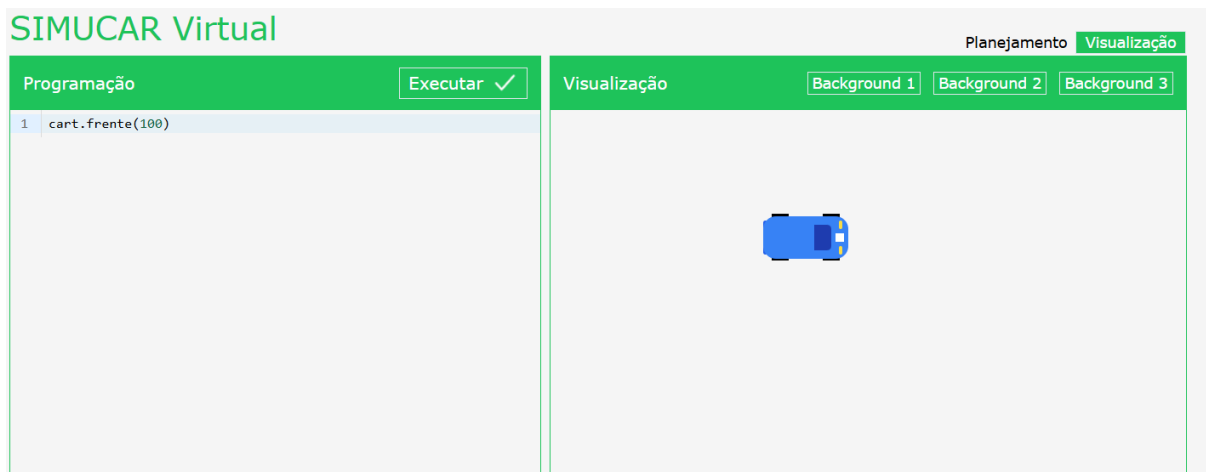 SIMUCAR Virtual
Planejamento Visualização
Programação Executar
Visualização Background 1 Background 2 Background 3
1 cart.frente(100)